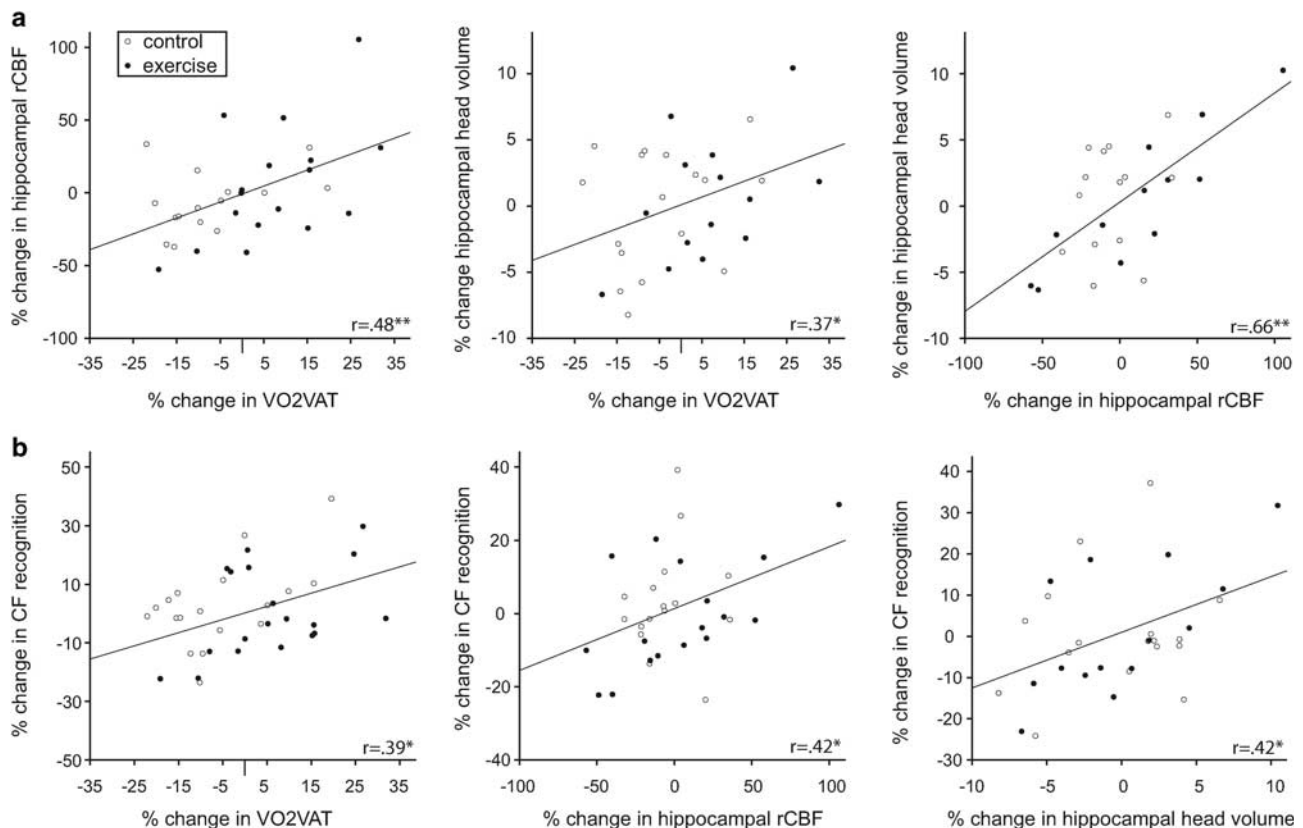 a
control
exercise
% change in hippocampal rCBF
100
50
0
-50
-100
-35 -25 -15 -5 5 15 25 35
r=.48**
% change in VO2VAT
% change hippocampal head volume
10
5
0
-5
-10
-35 -25 -15 -5 5 15 25 35
r=.37*
% change in VO2VAT
% change in hippocampal head volume
10
5
0
-5
-10
-100 -50 0 50 100
r=.66**
% change in hippocampal rCBF
b
% change in CF recognition
50
30
10
-10
-30
-50
-35 -25 -15 -5 5 15 25 35
r=.39*
% change in VO2VAT
% change in CF recognition
40
20
0
-20
-40
-100 -50 0 50 100
r=.42*
% change in hippocampal rCBF
% change in CF recognition
40
30
20
10
0
-10
-20
-30
-10 -5 0 5 10
r=.42*
% change in hippocampal head volume